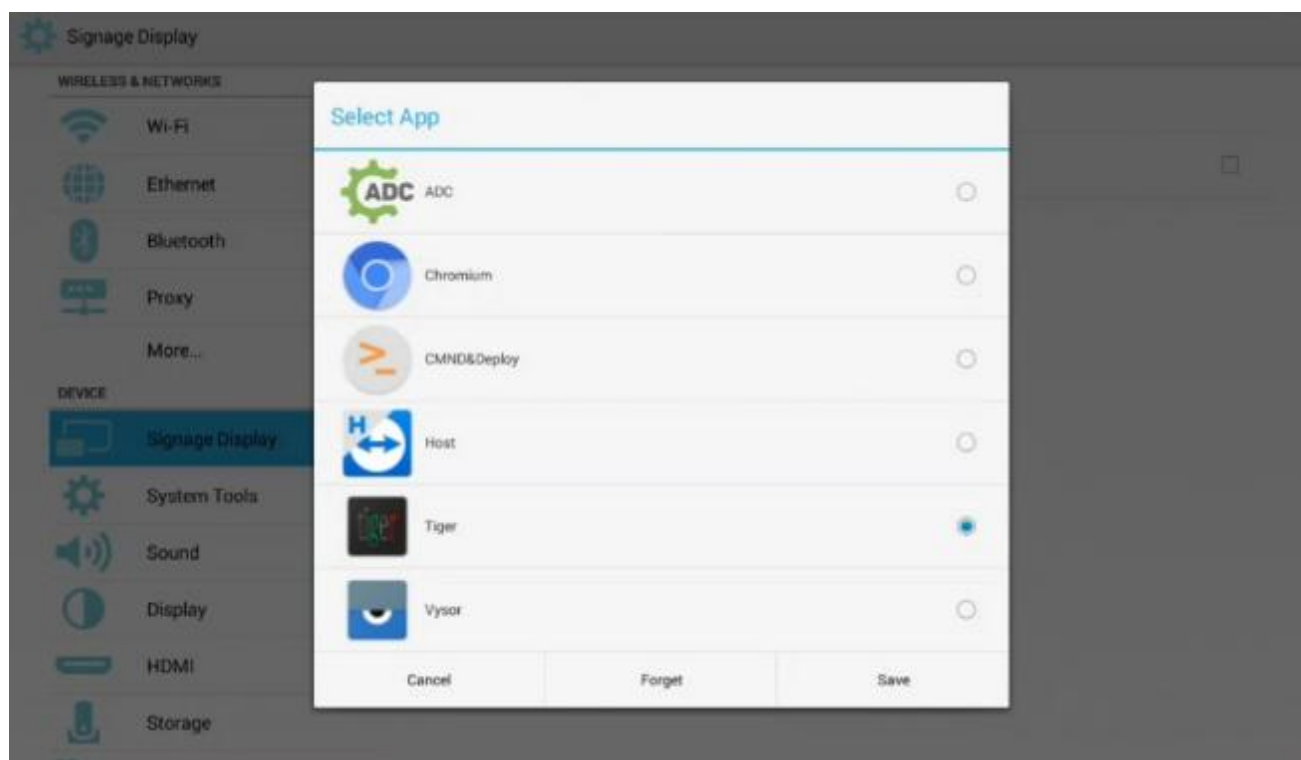 Signage Display
WIRELESS & NETWORKS
Wi-Fi
Ethernet
Bluetooth
Proxy
More...
DEVICE
Signage Display
System Tools
Sound
Display
HDMI
Storage
Select App
ADC ADC
Chromium
CMND&Deploy
H Host
tiger Tiger
Vysor
Cancel Forget Save